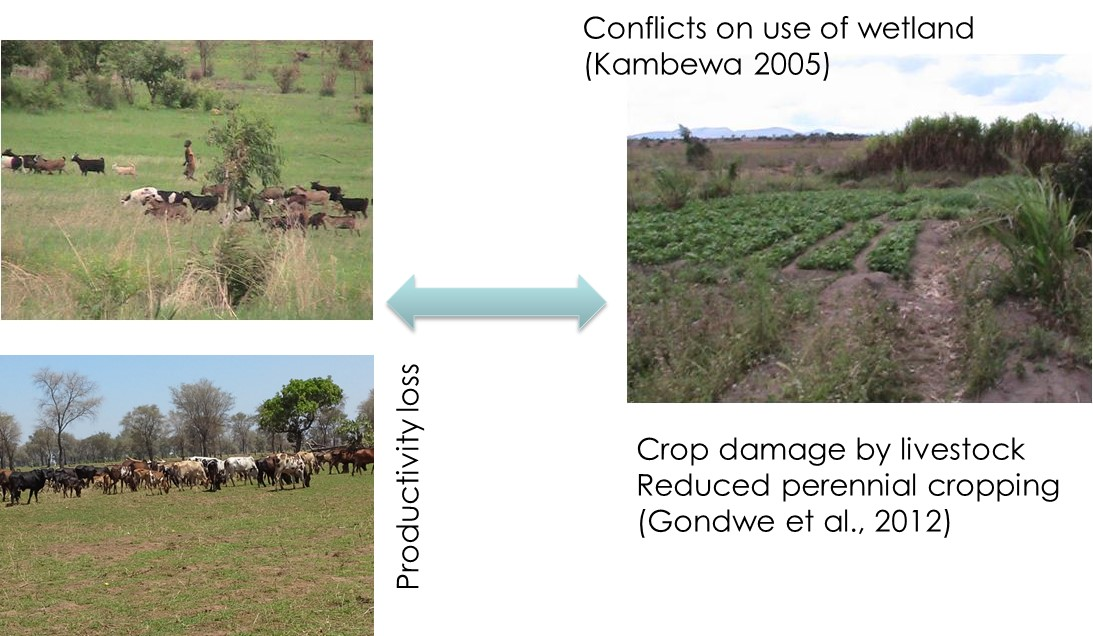 Conflicts on use of wetland
(Kambewa 2005)
Productivity loss
Crop damage by livestock
Reduced perennial cropping
(Gondwe et al., 2012)